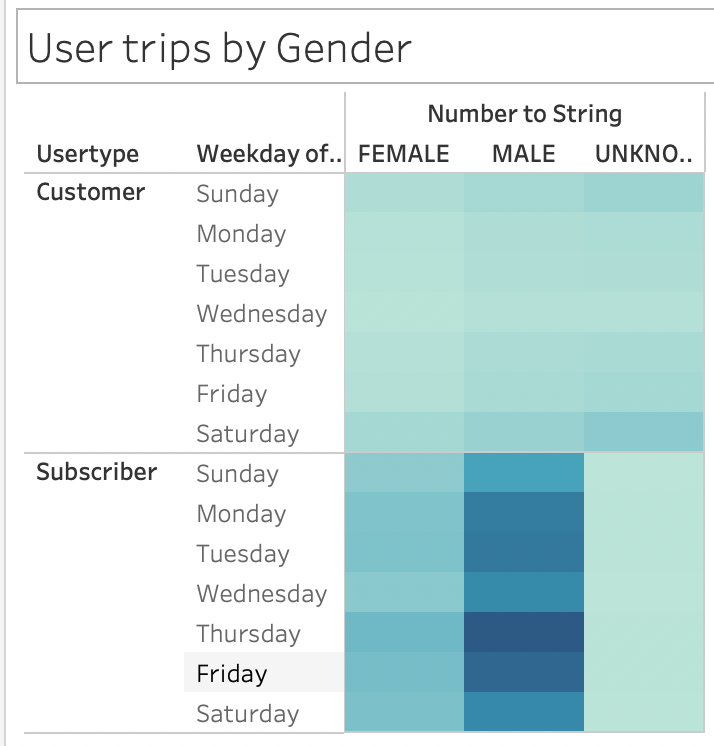 User trips by Gender
Number to String
Usertype Weekday of.. FEMALE MALE UNKNO..
Customer Sunday
Monday
Tuesday
Wednesday
Thursday
Friday
Saturday
Subscriber Sunday
Monday
Tuesday
Wednesday
Thursday
Friday
Saturday